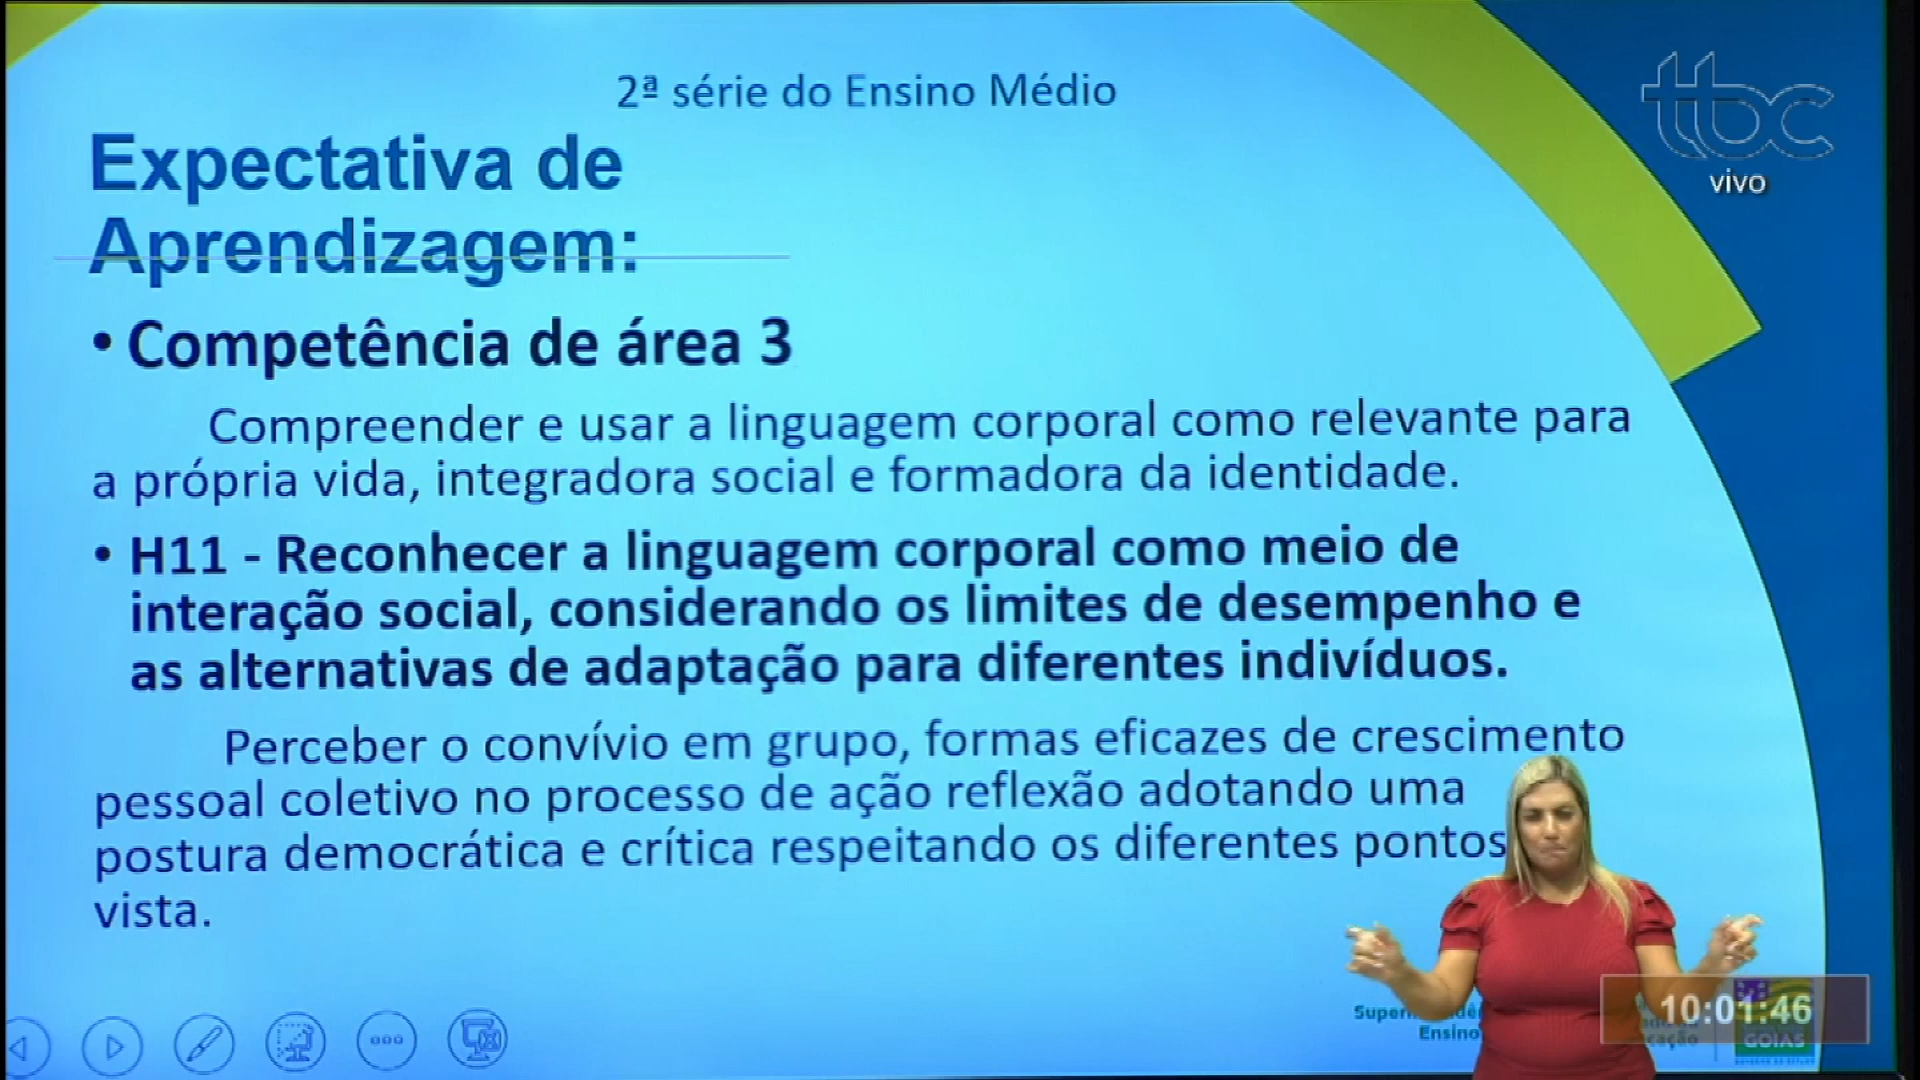 2ª série do Ensino Médio
tbc
vivo
Expectativa de
Aprendizagem:
• Competência de área 3
Compreender e usar a linguagem corporal como relevante para
a própria vida, integradora social e formadora da identidade.
• H11 - Reconhecer a linguagem corporal como meio de
interação social, considerando os limites de desempenho e
as alternativas de adaptação para diferentes indivíduos.
Perceber o convívio em grupo, formas eficazes de crescimento
pessoal coletivo no processo de ação reflexão adotando uma
postura democrática e crítica respeitando os diferentes pontos
vista.
Ensino
10:01:46
GOIÁS